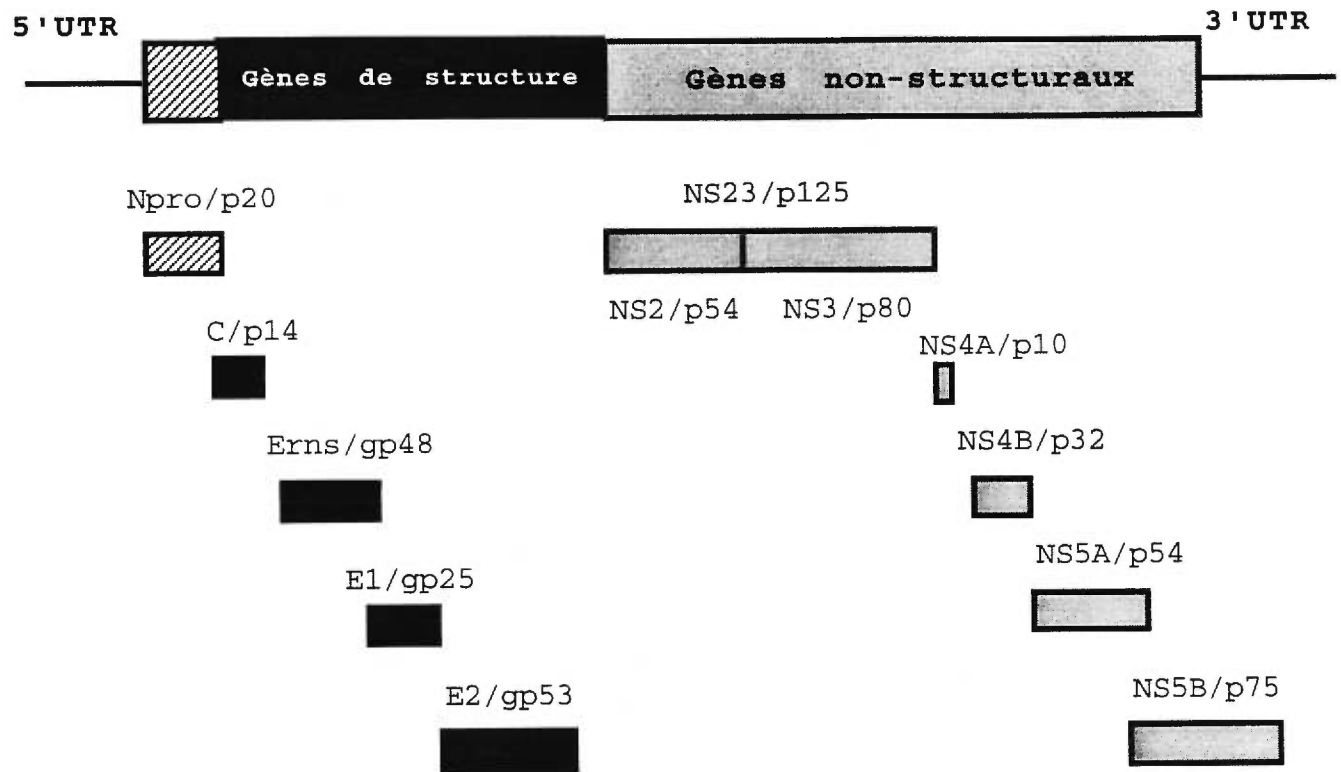 5'UTR
3'UTR
Gènes de structure
Gènes non-structuraux
Npro/p20
NS23/p125
NS2/p54
NS3/p80
C/p14
NS4A/p10
Erns/gp48
NS4B/p32
E1/gp25
NS5A/p54
E2/gp53
NS5B/p75